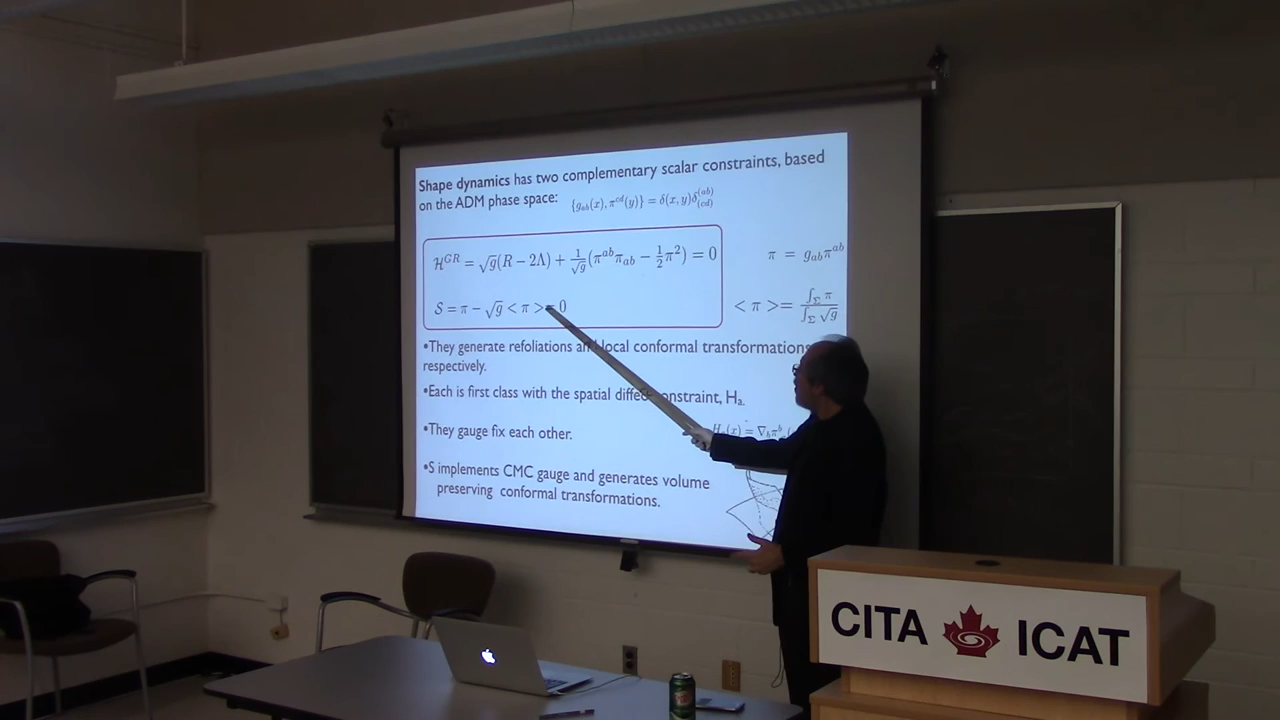 Shape dynamics has two complementary scalar constraints, based
on the ADM phase space: {g_ab(x), π^cd(y)} = δ(x, y)δ^(ab)_(cd)
ℋ^GR = √g(R − 2Λ) + 1/√g (π^ab π_ab − 1/2 π²) = 0
π = g_ab π^ab
𝒮 = π − √g < π > = 0
< π >= ∫_Σ π / ∫_Σ √g
•They generate refoliations local conformal transformations
respectively.
•Each is first class with the spatial constraint, H_a.
•They gauge fix each other.
(x) = ∇_b π^b
•S implements CMC gauge and generates volume
preserving conformal transformations.
CITA ICAT